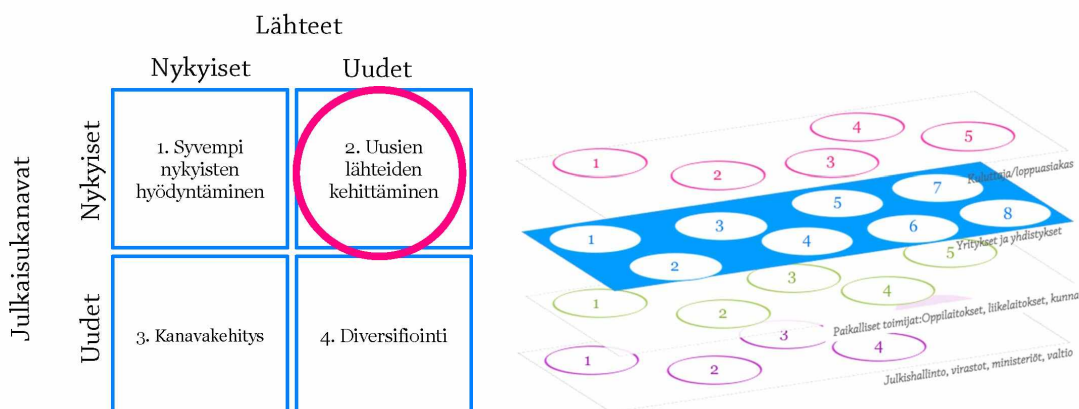 Lähteet
Nykyiset
Uudet
Julkaisukanavat
Nykyiset
1. Syvempi
nykyisten
hyödyntäminen
2. Uusien
lähteiden
kehittäminen
Uudet
3. Kanavakehitys
4. Diversifiointi
1
2
3
4
5
Kuluttaja/loppuasiakas
1
2
3
4
5
6
7
8
Yritykset ja yhdistykset
1
2
3
4
5
Paikalliset toimijat:Oppilaitokset, liikelaitokset, kunna
1
2
3
4
Julkishallinto, virastot, ministeriöt, valtio